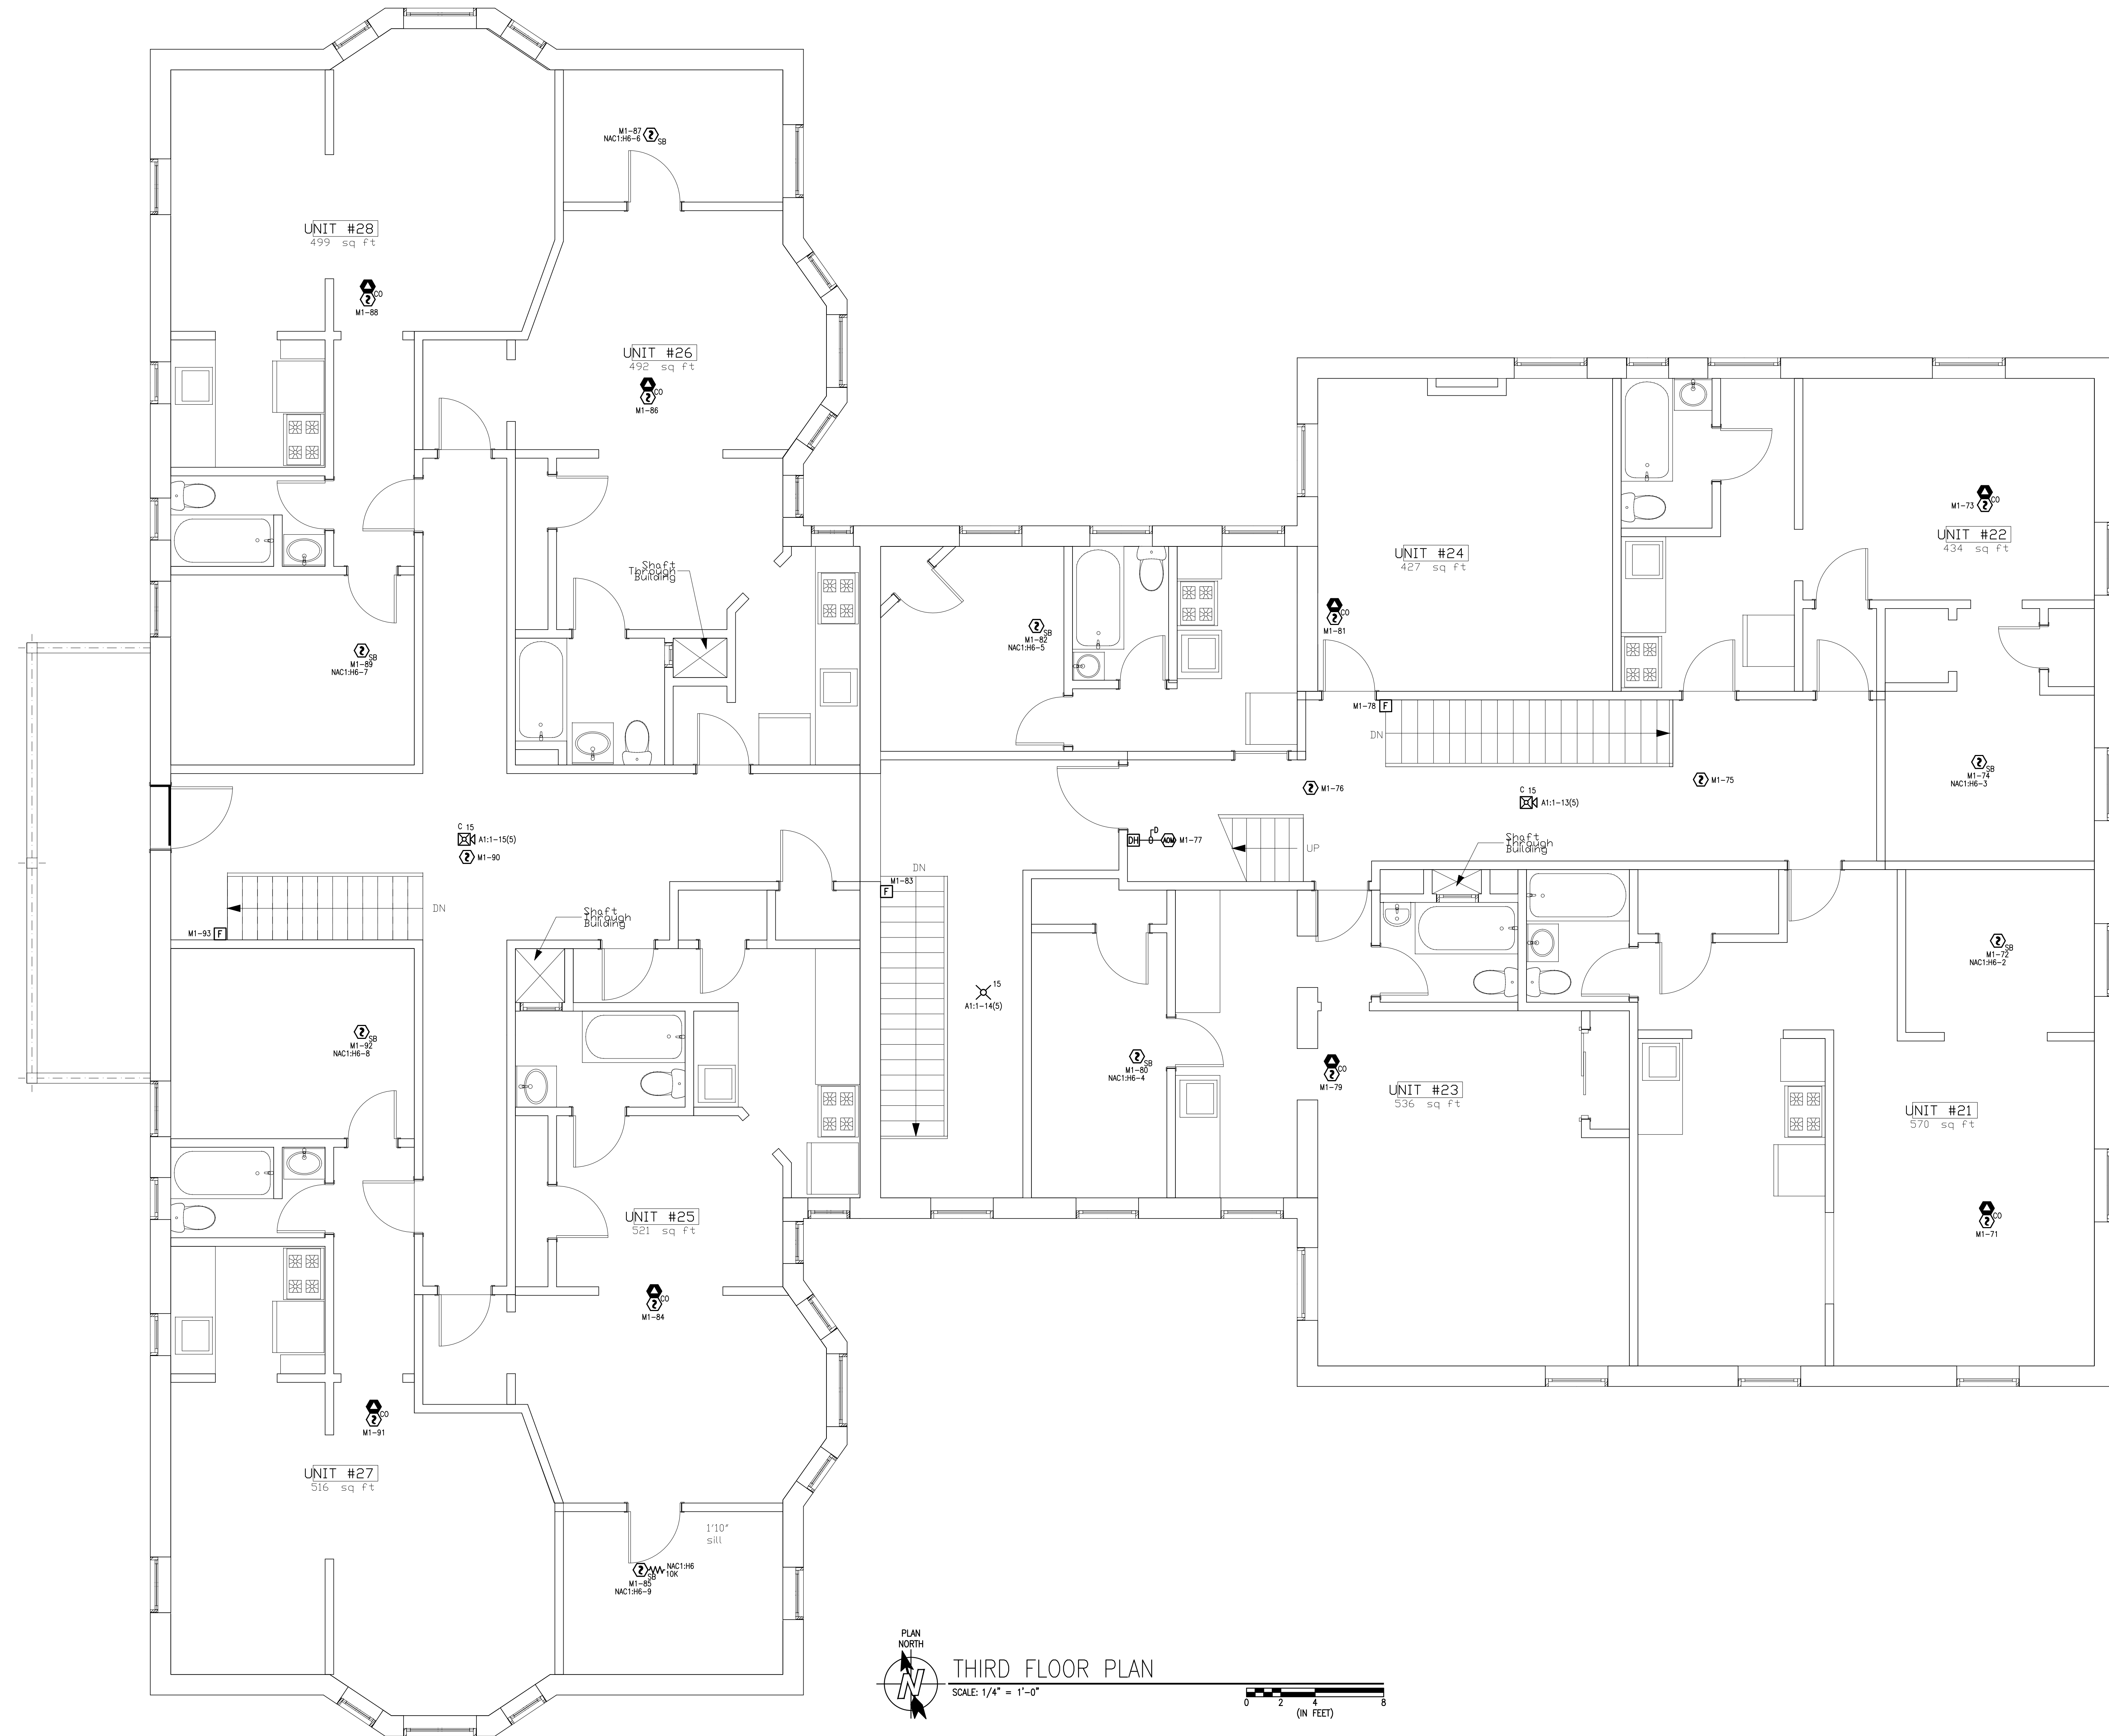 M1-87
NAC1:H6-6
SB
UNIT #28
499 sq ft
CO
M1-88
UNIT #26
492 sq ft
CO
M1-86
Shaft
Through
Building
SB
M1-89
NAC1:H6-7
SB
M1-82
NAC1:H6-5
UNIT #24
427 sq ft
CO
M1-81
CO
M1-73
UNIT #22
434 sq ft
M1-78 F
DN
SB
M1-74
NAC1:H6-3
M1-75
M1-76
C 15
A1:1-13(5)
C 15
A1:1-15(5)
M1-90
D
DH
ADM
M1-77
UP
Shaft
Through
Building
DN
M1-83
F
DN
M1-93 F
Shaft
Through
Building
SB
M1-72
NAC1:H6-2
15
A1:1-14(5)
SB
M1-92
NAC1:H6-8
SB
M1-80
NAC1:H6-4
CO
M1-79
UNIT #23
536 sq ft
UNIT #21
570 sq ft
CO
M1-71
UNIT #25
521 sq ft
CO
M1-84
CO
M1-91
UNIT #27
516 sq ft
1'10"
sill
NAC1:H6
10K
SB
M1-85
NAC1:H6-9
PLAN
NORTH
N
THIRD FLOOR PLAN
SCALE: 1/4" = 1'-0"
0 2 4 8
(IN FEET)